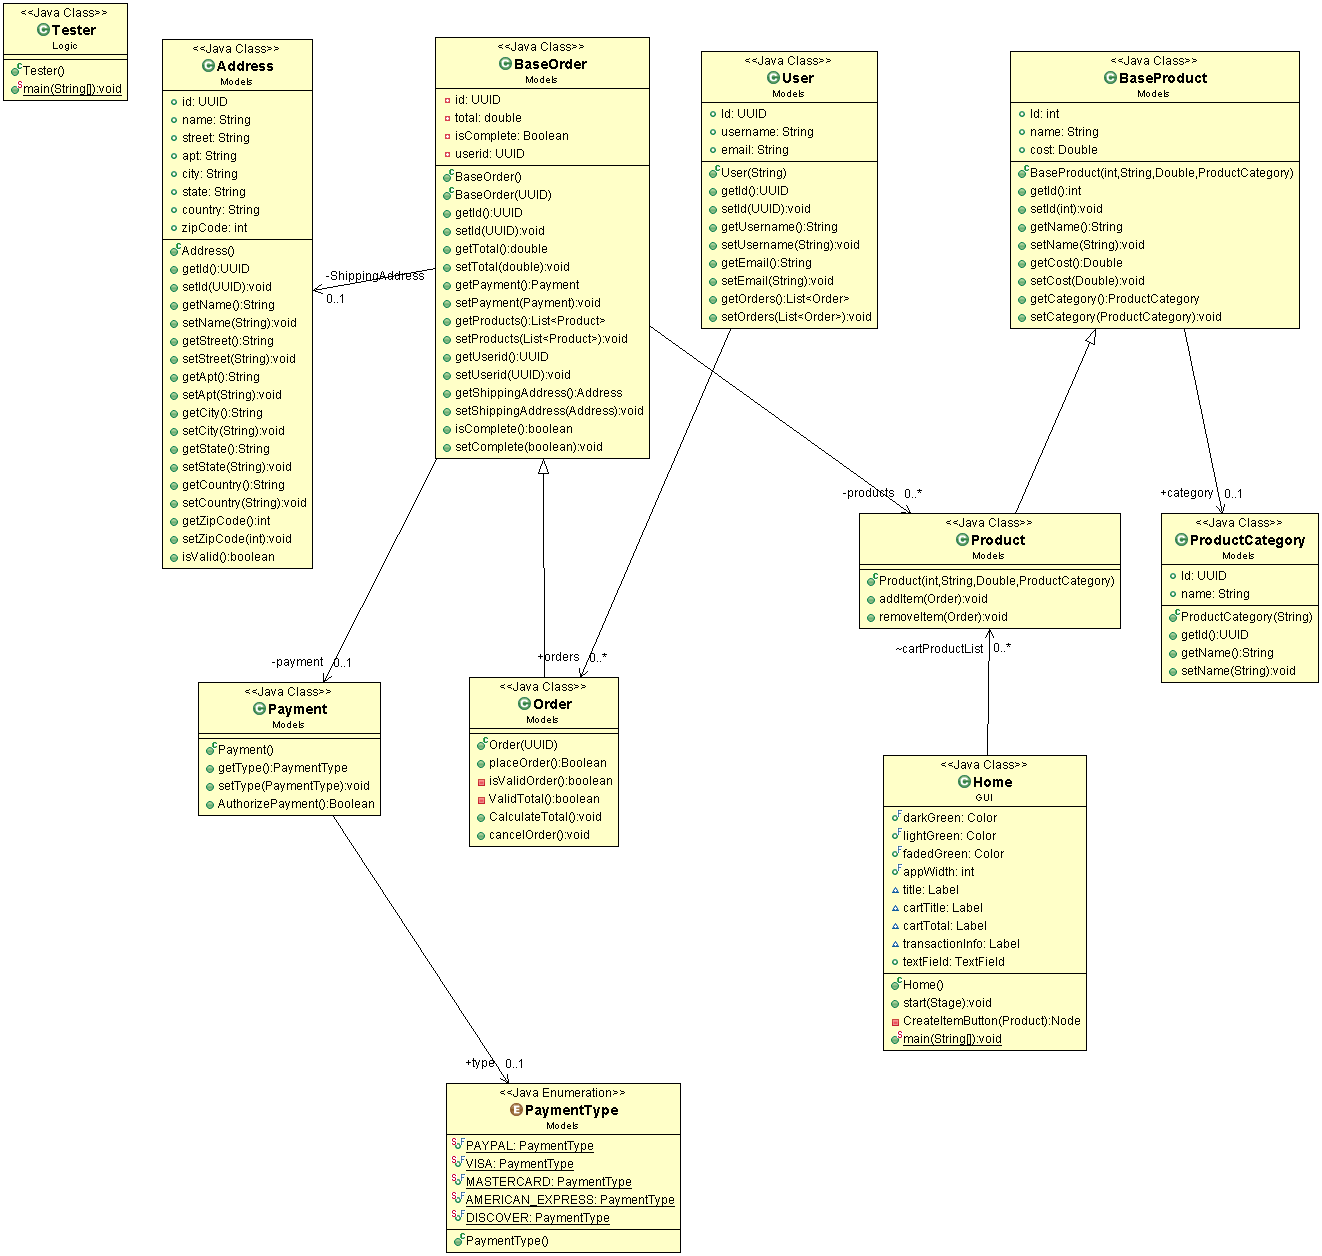 <<Java Class>>
Tester
Logic
Tester()
main(String[]):void
<<Java Class>>
Address
Models
id: UUID
name: String
street: String
apt: String
city: String
state: String
country: String
zipCode: int
Address()
getId():UUID
setId(UUID):void
getName():String
setName(String):void
getStreet():String
setStreet(String):void
getApt():String
setApt(String):void
getCity():String
setCity(String):void
getState():String
setState(String):void
getCountry():String
setCountry(String):void
getZipCode():int
setZipCode(int):void
isValid():boolean
-ShippingAddress
0..1
<<Java Class>>
BaseOrder
Models
id: UUID
total: double
isComplete: Boolean
userid: UUID
BaseOrder()
BaseOrder(UUID)
getId():UUID
setId(UUID):void
getTotal():double
setTotal(double):void
getPayment():Payment
setPayment(Payment):void
getProducts():List<Product>
setProducts(List<Product>):void
getUserid():UUID
setUserid(UUID):void
getShippingAddress():Address
setShippingAddress(Address):void
isComplete():boolean
setComplete(boolean):void
<<Java Class>>
User
Models
Id: UUID
username: String
email: String
User(String)
getId():UUID
setId(UUID):void
getUsername():String
setUsername(String):void
getEmail():String
setEmail(String):void
getOrders():List<Order>
setOrders(List<Order>):void
<<Java Class>>
BaseProduct
Models
Id: int
name: String
cost: Double
BaseProduct(int,String,Double,ProductCategory)
getId():int
setId(int):void
getName():String
setName(String):void
getCost():Double
setCost(Double):void
getCategory():ProductCategory
setCategory(ProductCategory):void
-products 0..*
+category 0..1
<<Java Class>>
Product
Models
Product(int,String,Double,ProductCategory)
addItem(Order):void
removeItem(Order):void
<<Java Class>>
ProductCategory
Models
Id: UUID
name: String
ProductCategory(String)
getId():UUID
getName():String
setName(String):void
-payment 0..1
+orders 0..*
~cartProductList 0..*
<<Java Class>>
Payment
Models
Payment()
getType():PaymentType
setType(PaymentType):void
AuthorizePayment():Boolean
<<Java Class>>
Order
Models
Order(UUID)
placeOrder():Boolean
isValidOrder():boolean
ValidTotal():boolean
CalculateTotal():void
cancelOrder():void
<<Java Class>>
Home
GUI
darkGreen: Color
lightGreen: Color
fadedGreen: Color
appWidth: int
title: Label
cartTitle: Label
cartTotal: Label
transactionInfo: Label
textField: TextField
Home()
start(Stage):void
CreateItemButton(Product):Node
main(String[]):void
+type 0..1
<<Java Enumeration>>
PaymentType
Models
PAYPAL: PaymentType
VISA: PaymentType
MASTERCARD: PaymentType
AMERICAN_EXPRESS: PaymentType
DISCOVER: PaymentType
PaymentType()